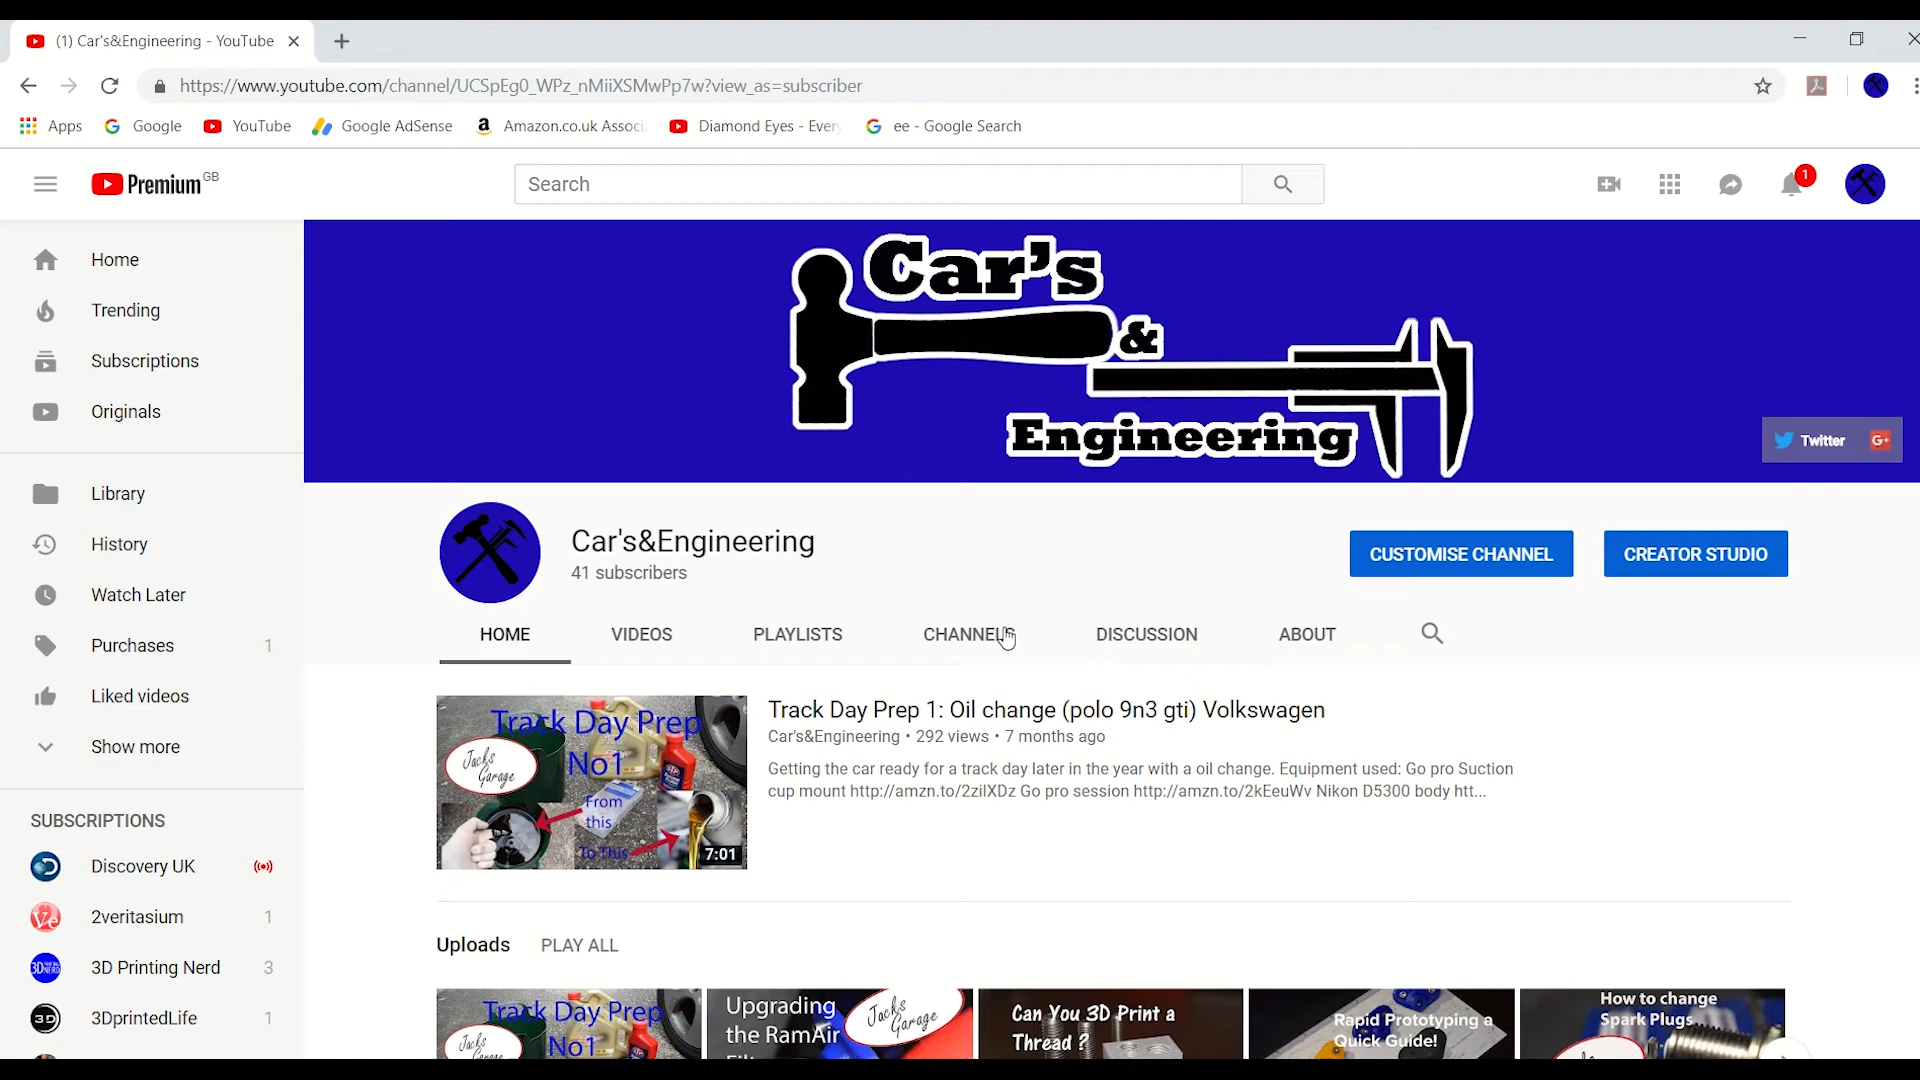 (1) Car's&Engineering - YouTube
https://www.youtube.com/channel/UCSpEg0_WPz_nMiiXSMwPp7w?view_as=subscriber
Apps Google YouTube Google AdSense Amazon.co.uk Associ Diamond Eyes - Ever ee - Google Search
Premium GB
Search
1
Home
Trending
Subscriptions
Originals
Library
History
Watch Later
Purchases 1
Liked videos
Show more
SUBSCRIPTIONS
Discovery UK
2veritasium 1
3D Printing Nerd 3
3DprintedLife 1
Car's
&
Engineering
Twitter G+
Car's&Engineering
41 subscribers
CUSTOMISE CHANNEL CREATOR STUDIO
HOME VIDEOS PLAYLISTS CHANNELS DISCUSSION ABOUT
Track Day Prep
No1
Jack's
Garage
From
this
To This
7:01
Track Day Prep 1: Oil change (polo 9n3 gti) Volkswagen
Car's&Engineering • 292 views • 7 months ago
Getting the car ready for a track day later in the year with a oil change. Equipment used: Go pro Suction
cup mount http://amzn.to/2zilXDz Go pro session http://amzn.to/2kEeuWv Nikon D5300 body htt...
Uploads PLAY ALL
Track Day Prep
No1
Jack's
Upgrading
the RamAir
Jack's
Garage
Can You 3D Print a
Thread ?
Rapid Prototyping a
Quick Guide!
How to change
Spark Plugs